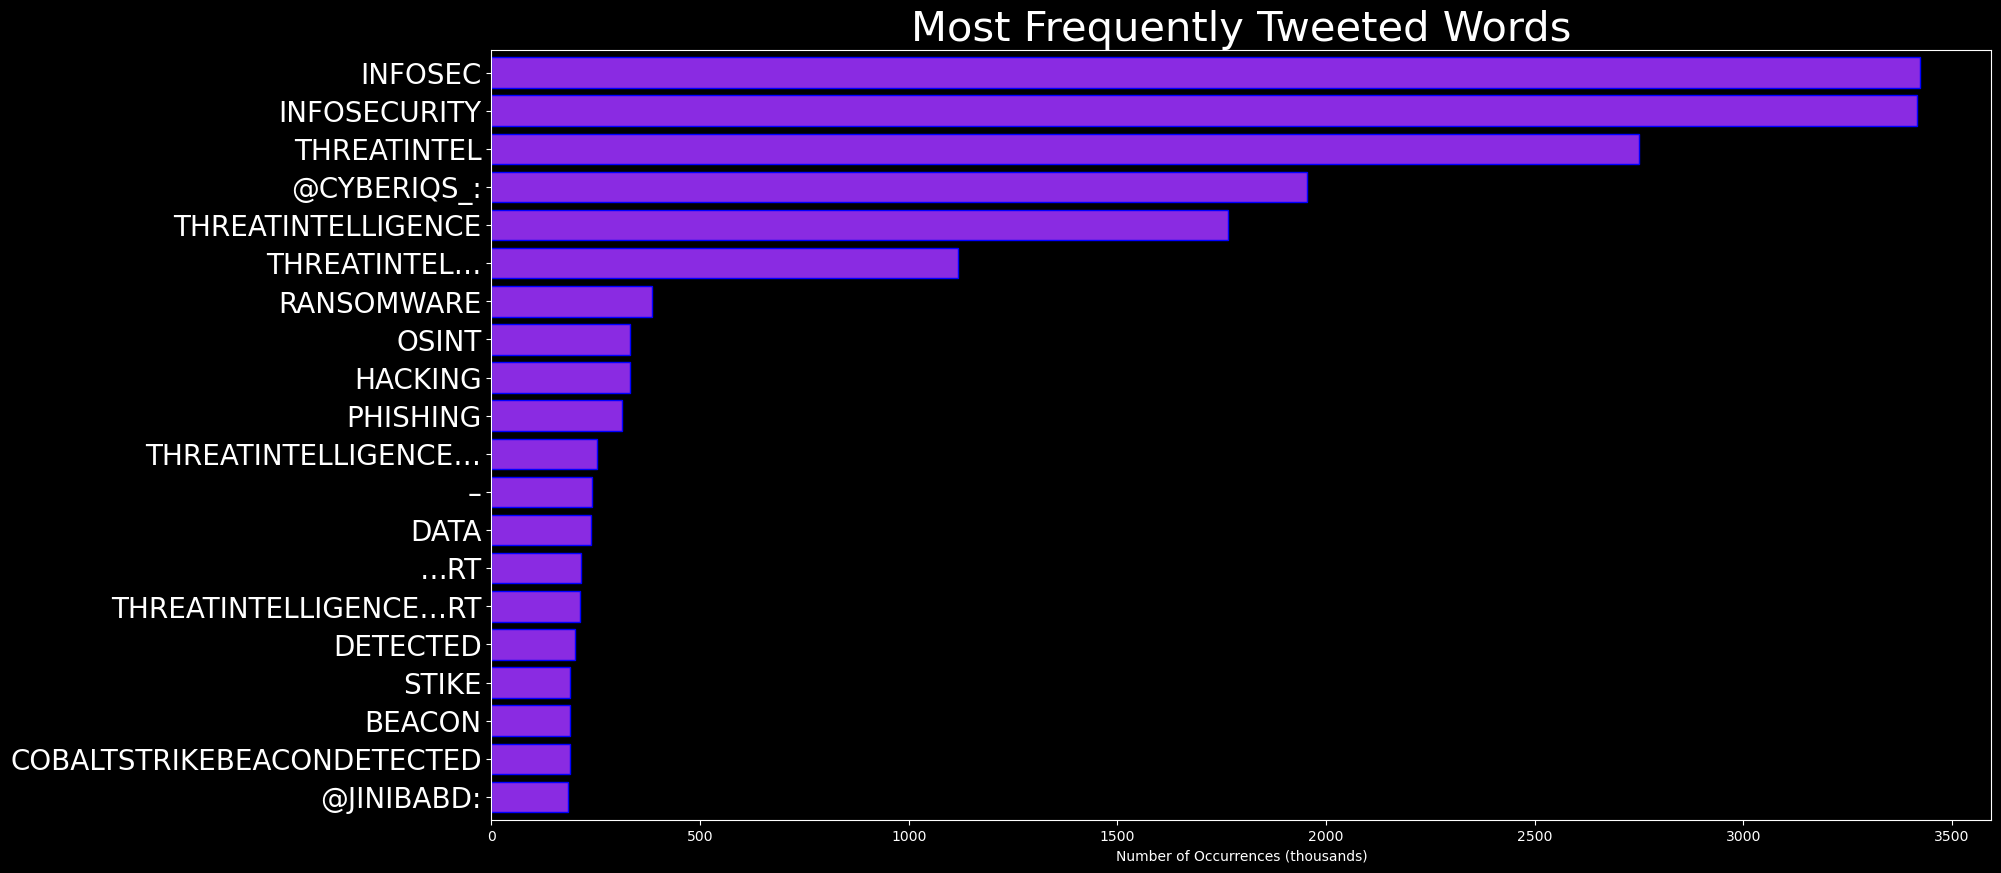 Most Frequently Tweeted Words
INFOSEC
INFOSECURITY
THREATINTEL
@CYBERIQS_:
THREATINTELLIGENCE
THREATINTEL…
RANSOMWARE
OSINT
HACKING
PHISHING
THREATINTELLIGENCE…
–
DATA
…RT
THREATINTELLIGENCE…RT
DETECTED
STIKE
BEACON
COBALTSTRIKEBEACONDETECTED
@JINIBABD:
0 500 1000 1500 2000 2500 3000 3500
Number of Occurrences (thousands)